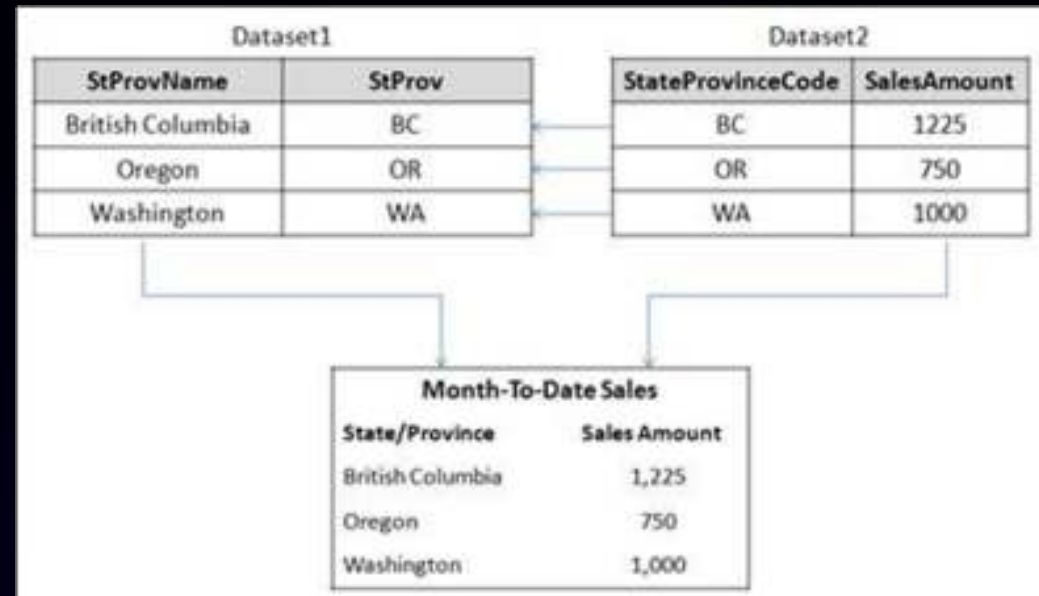 Dataset1 Dataset2
StProvName StProv StateProvinceCode SalesAmount
British Columbia BC BC 1225
Oregon OR OR 750
Washington WA WA 1000
Month-To-Date Sales
State/Province Sales Amount
British Columbia 1,225
Oregon 750
Washington 1,000